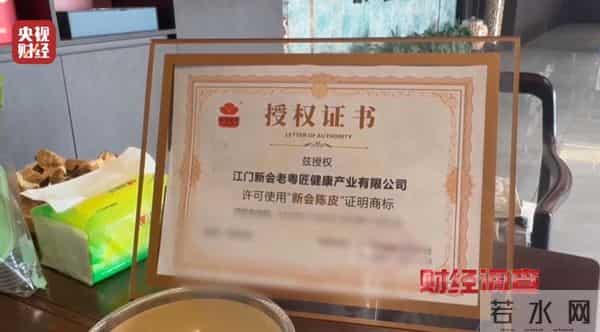 央视
财经
授权证书
LETTER OF AUTHORITY
兹授权
江门新会老粤匠健康产业有限公司
许可使用“新会陈皮”证明商标
财经调查
若水网